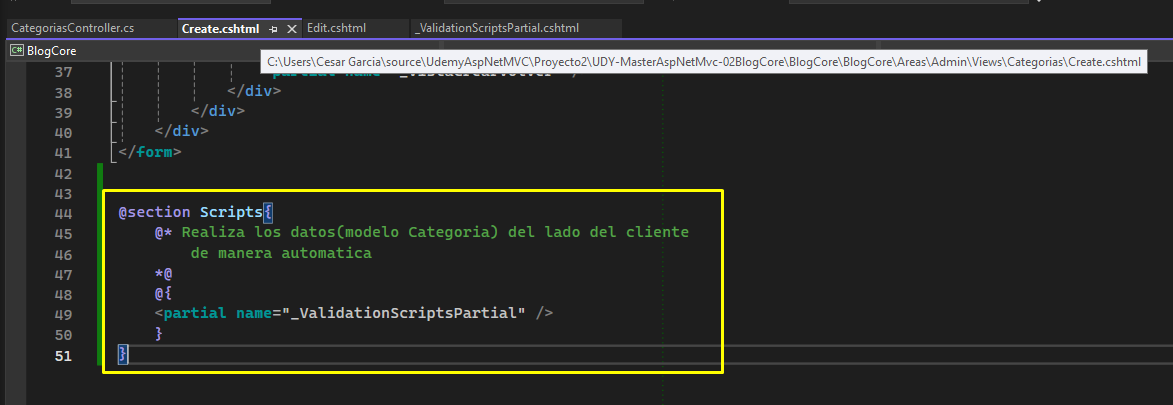 CategoriasController.cs Create.cshtml Edit.cshtml _ValidationScriptsPartial.cshtml
C# BlogCore
C:\Users\Cesar Garcia\source\UdemyAspNetMVC\Proyecto2\UDY-MasterAspNetMvc-02BlogCore\BlogCore\BlogCore\Areas\Admin\Views\Categorias\Create.cshtml
37
38 </div>
39 </div>
40 </div>
41 </form>
42
43
44 @section Scripts{
45 @* Realiza los datos(modelo Categoria) del lado del cliente
46 de manera automatica
47 *@
48 @{
49 <partial name="_ValidationScriptsPartial" />
50 }
51 }